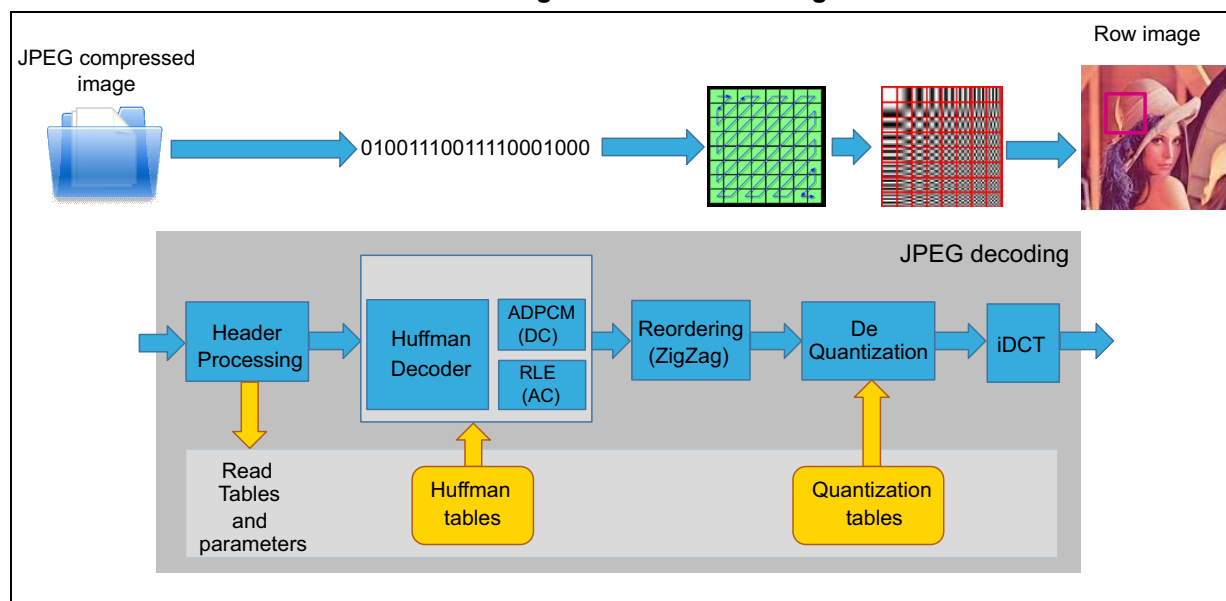 Row image
JPEG compressed
image
01001110011110001000
JPEG decoding
Header
Processing
Huffman
Decoder
ADPCM
(DC)
RLE
(AC)
Reordering
(ZigZag)
De
Quantization
iDCT
Read
Tables
and
parameters
Huffman
tables
Quantization
tables